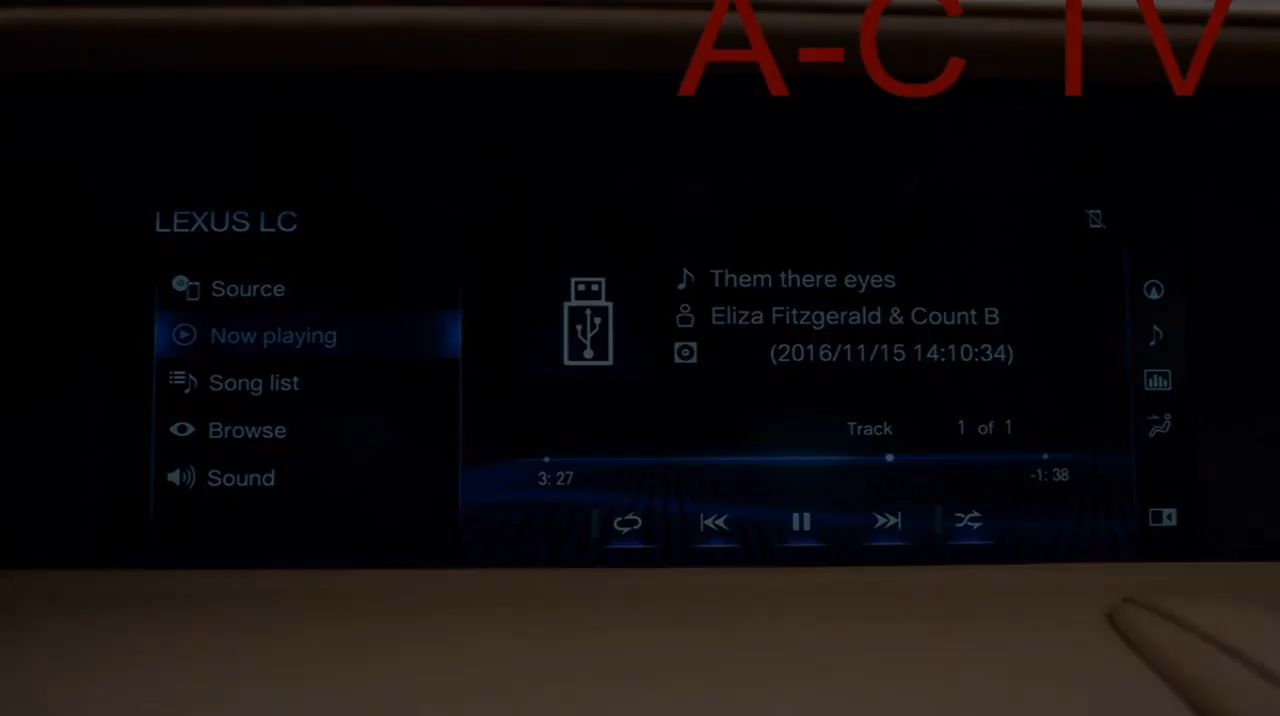 A-C TV
LEXUS LC
Source
Now playing
Song list
Browse
Sound
Them there eyes
Eliza Fitzgerald & Count B
(2016/11/15 14:10:34)
Track 1 of 1
3: 27
-1: 38